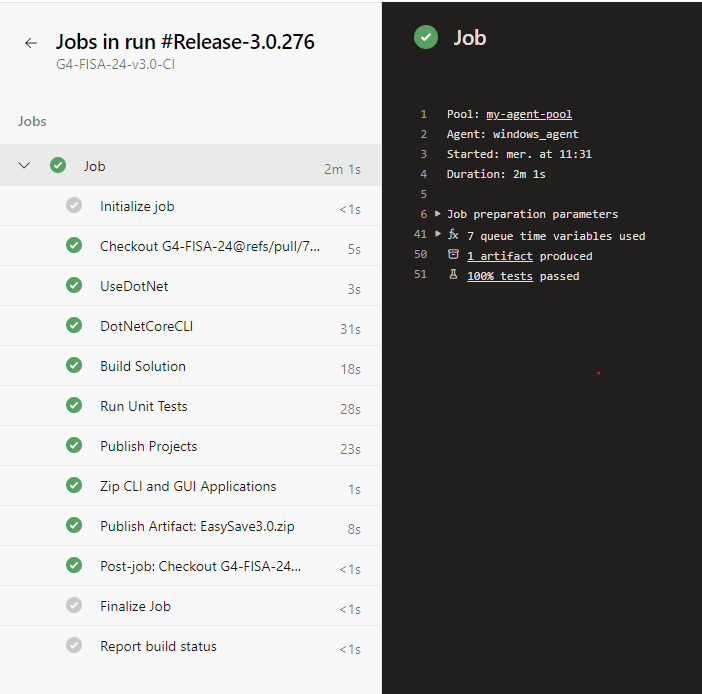 Jobs in run #Release-3.0.276
G4-FISA-24-v3.0-CI
Jobs
Job 2m 1s
Initialize job <1s
Checkout G4-FISA-24@refs/pull/7... 5s
UseDotNet 3s
DotNetCoreCLI 31s
Build Solution 18s
Run Unit Tests 28s
Publish Projects 23s
Zip CLI and GUI Applications 1s
Publish Artifact: EasySave3.0.zip 8s
Post-job: Checkout G4-FISA-24... <1s
Finalize Job <1s
Report build status <1s
Job
1 Pool: my-agent-pool
2 Agent: windows_agent
3 Started: mer. at 11:31
4 Duration: 2m 1s
5
6 Job preparation parameters
41 fx 7 queue time variables used
50 1 artifact produced
51 100% tests passed